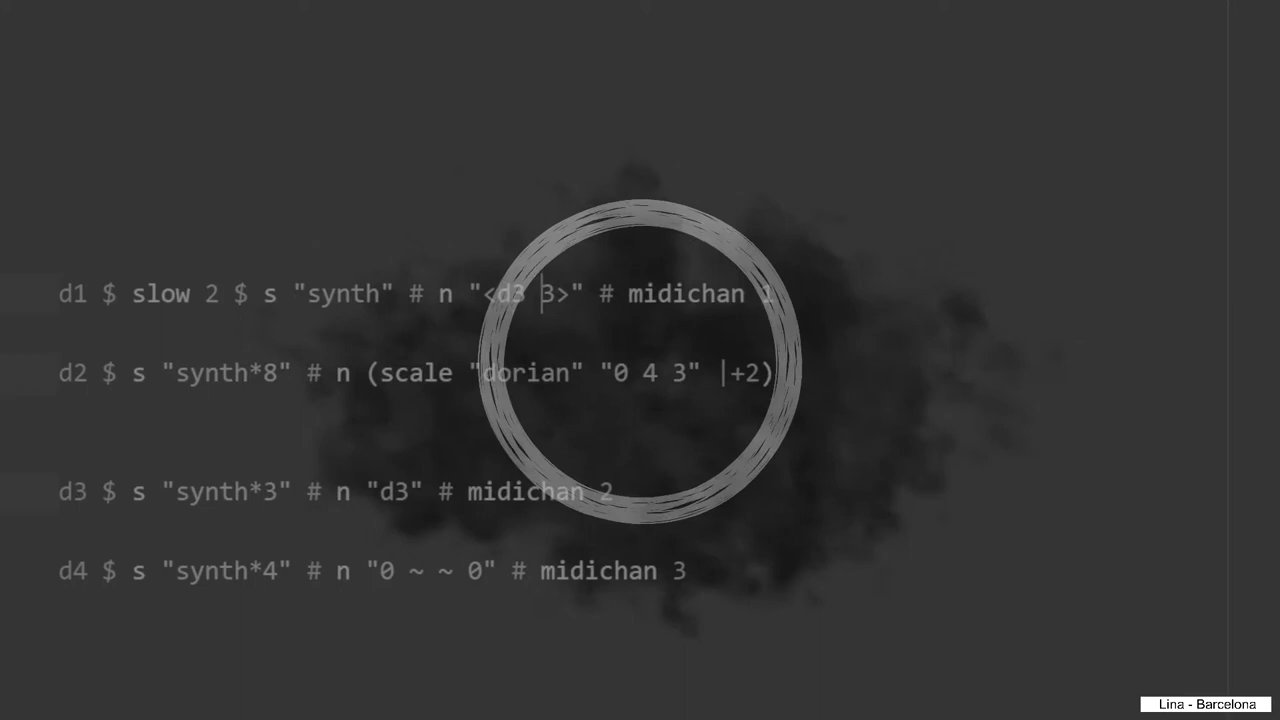 d1 $ slow 2 $ s "synth" # n "<d3 3>" # midichan 1
d2 $ s "synth*8" # n (scale "dorian" "0 4 3" |+2)
d3 $ s "synth*3" # n "d3" # midichan 2
d4 $ s "synth*4" # n "0 ~ ~ 0" # midichan 3
Lina - Barcelona